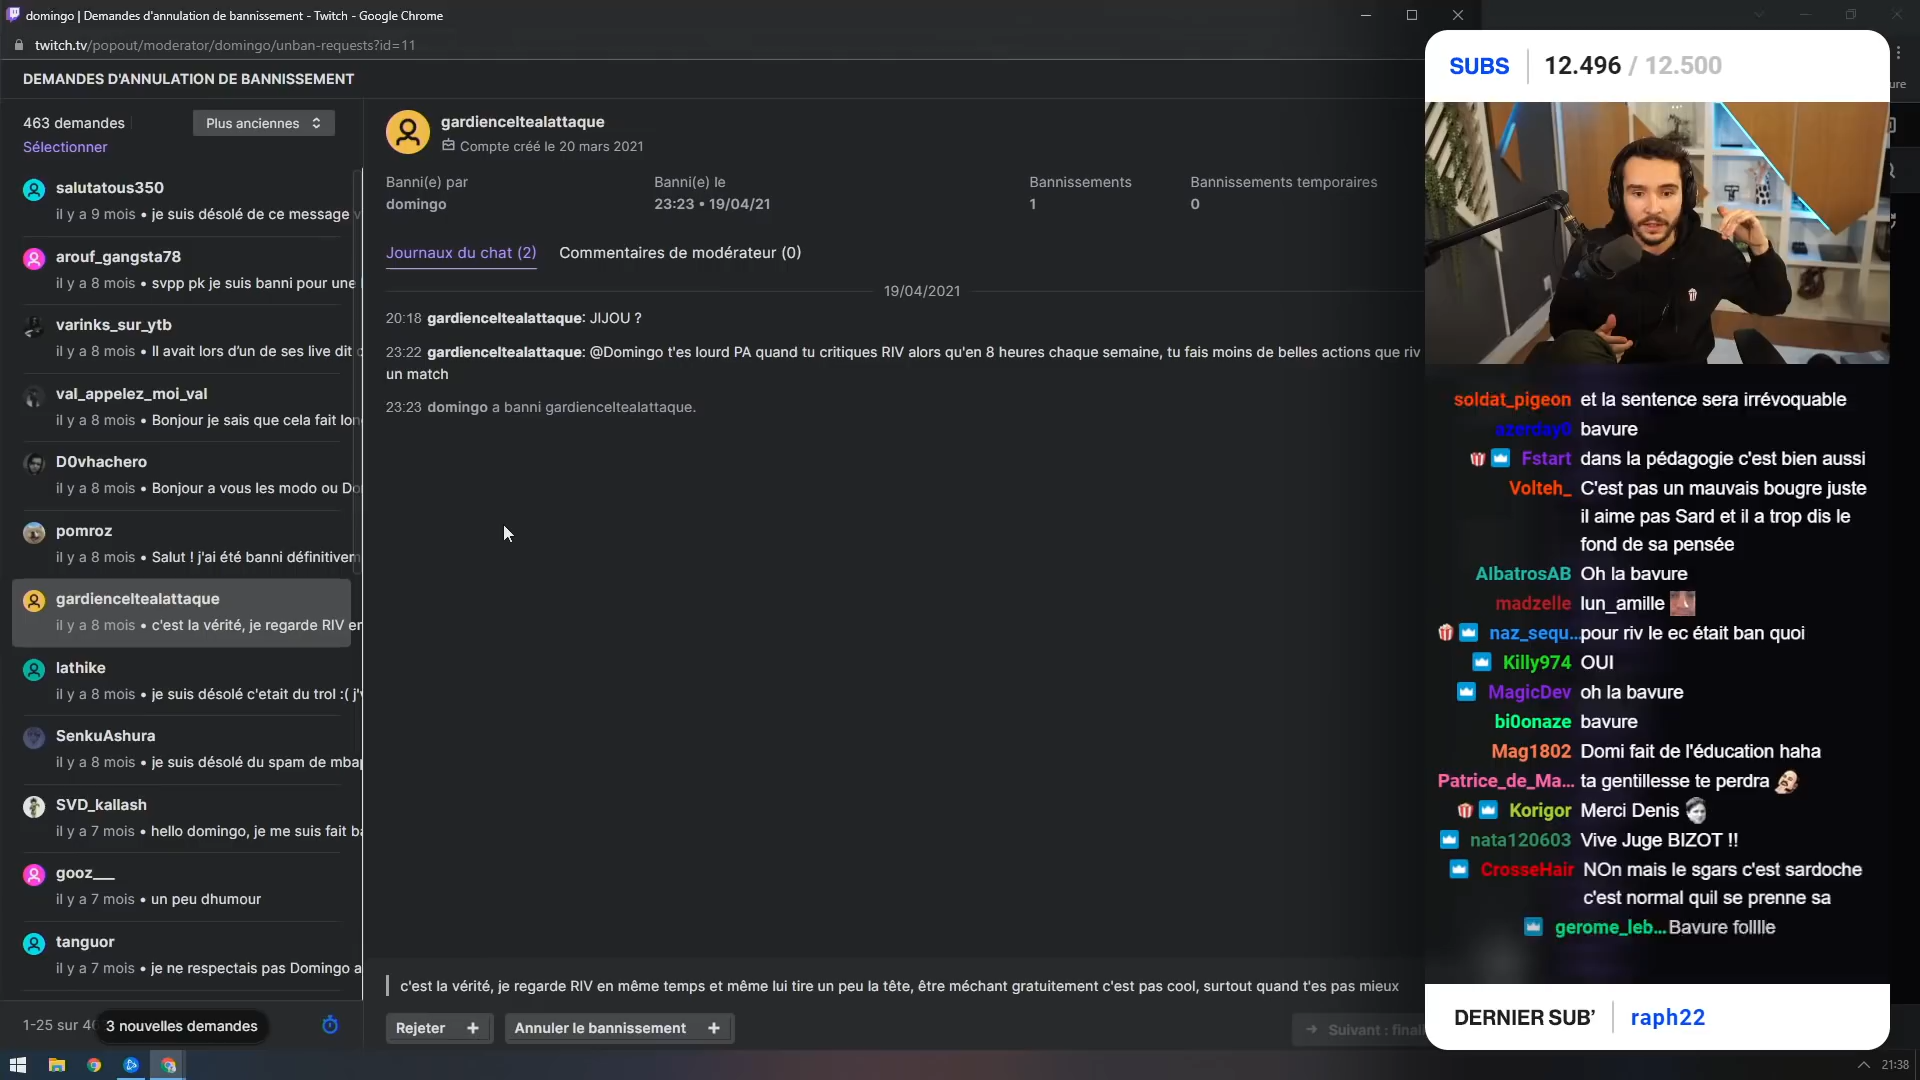 domingo | Demandes d'annulation de bannissement - Twitch - Google Chrome
twitch.tv/popout/moderator/domingo/unban-requests?id=11
DEMANDES D'ANNULATION DE BANNISSEMENT
463 demandes
Plus anciennes
Sélectionner
salutatous350
il y a 9 mois • je suis désolé de ce message
arouf_gangsta78
il y a 8 mois • svpp pk je suis banni pour une
varinks_sur_ytb
il y a 8 mois • Il avait lors d'un de ses live dit
val_appelez_moi_val
il y a 8 mois • Bonjour je sais que cela fait lon
D0vhachero
il y a 8 mois • Bonjour a vous les modo ou Do
pomroz
il y a 8 mois • Salut ! j'ai été banni définitivem
gardienceltealattaque
il y a 8 mois • c'est la vérité, je regarde RIV en
lathike
il y a 8 mois • je suis désolé c'etait du trol :( j'
SenkuAshura
il y a 8 mois • je suis désolé du spam de mba
SVD_kallash
il y a 7 mois • hello domingo, je me suis fait ba
gooz___
il y a 7 mois • un peu dhumour
tanguor
il y a 7 mois • je ne respectais pas Domingo a
1-25 sur 46
3 nouvelles demandes
gardienceltealattaque
Compte créé le 20 mars 2021
Banni(e) par
domingo
Banni(e) le
23:23 • 19/04/21
Bannissements
1
Bannissements temporaires
0
Journaux du chat (2)
Commentaires de modérateur (0)
19/04/2021
20:18 gardienceltealattaque: JIJOU ?
23:22 gardienceltealattaque: @Domingo t'es lourd PA quand tu critiques RIV alors qu'en 8 heures chaque semaine, tu fais moins de belles actions que riv
un match
23:23 domingo a banni gardienceltealattaque.
c'est la vérité, je regarde RIV en même temps et même lui tire un peu la tête, être méchant gratuitement c'est pas cool, surtout quand t'es pas mieux
Rejeter +
Annuler le bannissement +
Suivant : final
SUBS 12.496 / 12.500
ure
soldat_pigeon et la sentence sera irrévoquable
azerday0 bavure
Fstart dans la pédagogie c'est bien aussi
Volteh_ C'est pas un mauvais bougre juste
il aime pas Sard et il a trop dis le
fond de sa pensée
AlbatrosAB Oh la bavure
madzelle lun_amille
naz_sequ... pour riv le ec était ban quoi
Killy974 OUI
MagicDev oh la bavure
bi0onaze bavure
Mag1802 Domi fait de l'éducation haha
Patrice_de_Ma... ta gentillesse te perdra
Korigor Merci Denis
nata120603 Vive Juge BIZOT !!
CrosseHair NOn mais le sgars c'est sardoche
c'est normal quil se prenne sa
gerome_leb... Bavure folllle
DERNIER SUB' raph22
21:38